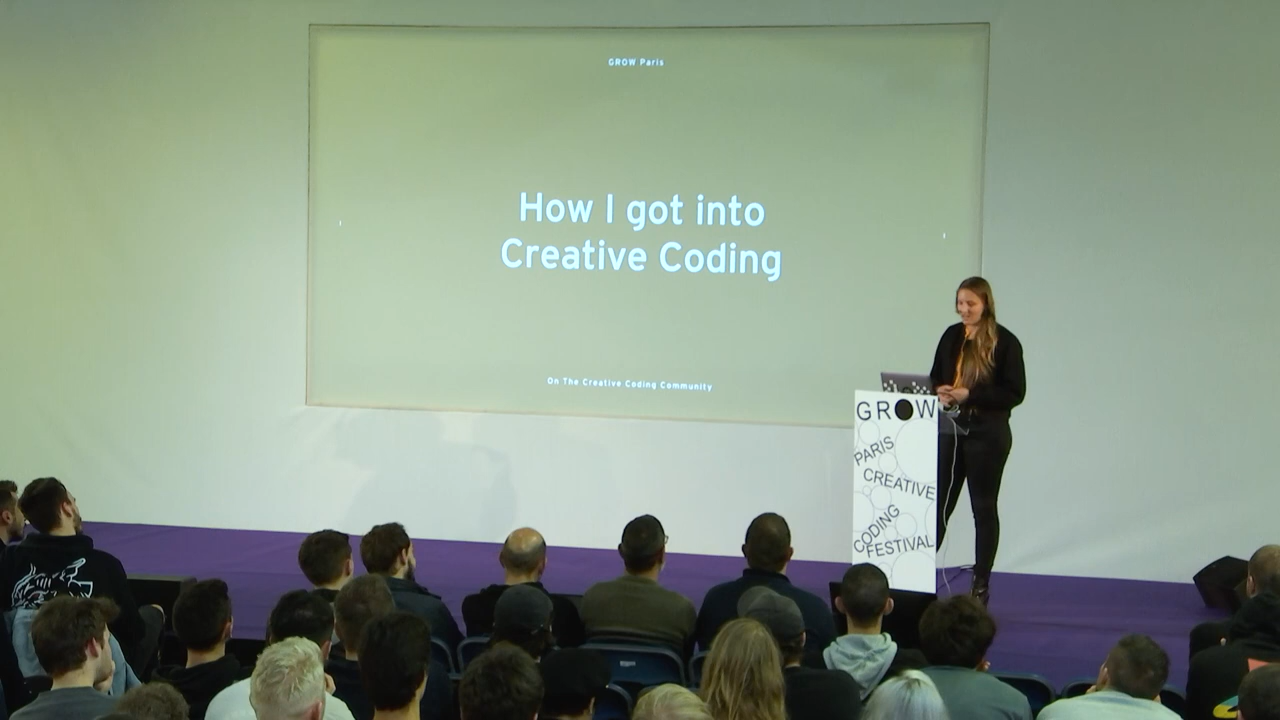 GROW Paris
How I got into
Creative Coding
On The Creative Coding Community
GROW
PARIS
CREATIVE
CODING
FESTIVAL